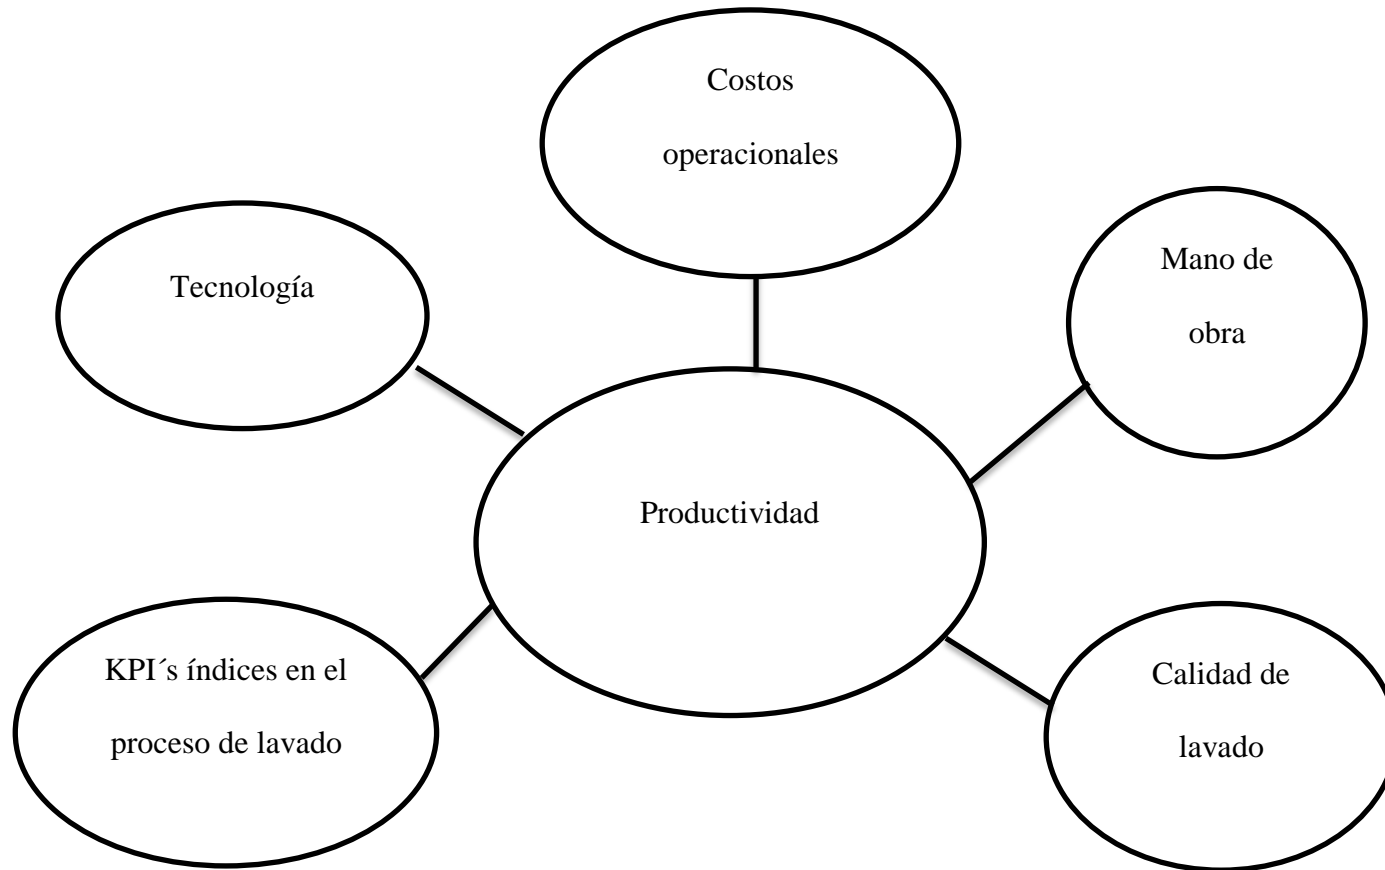 Costos
operacionales
Tecnología
Mano de
obra
Productividad
KPI´s índices en el
proceso de lavado
Calidad de
lavado